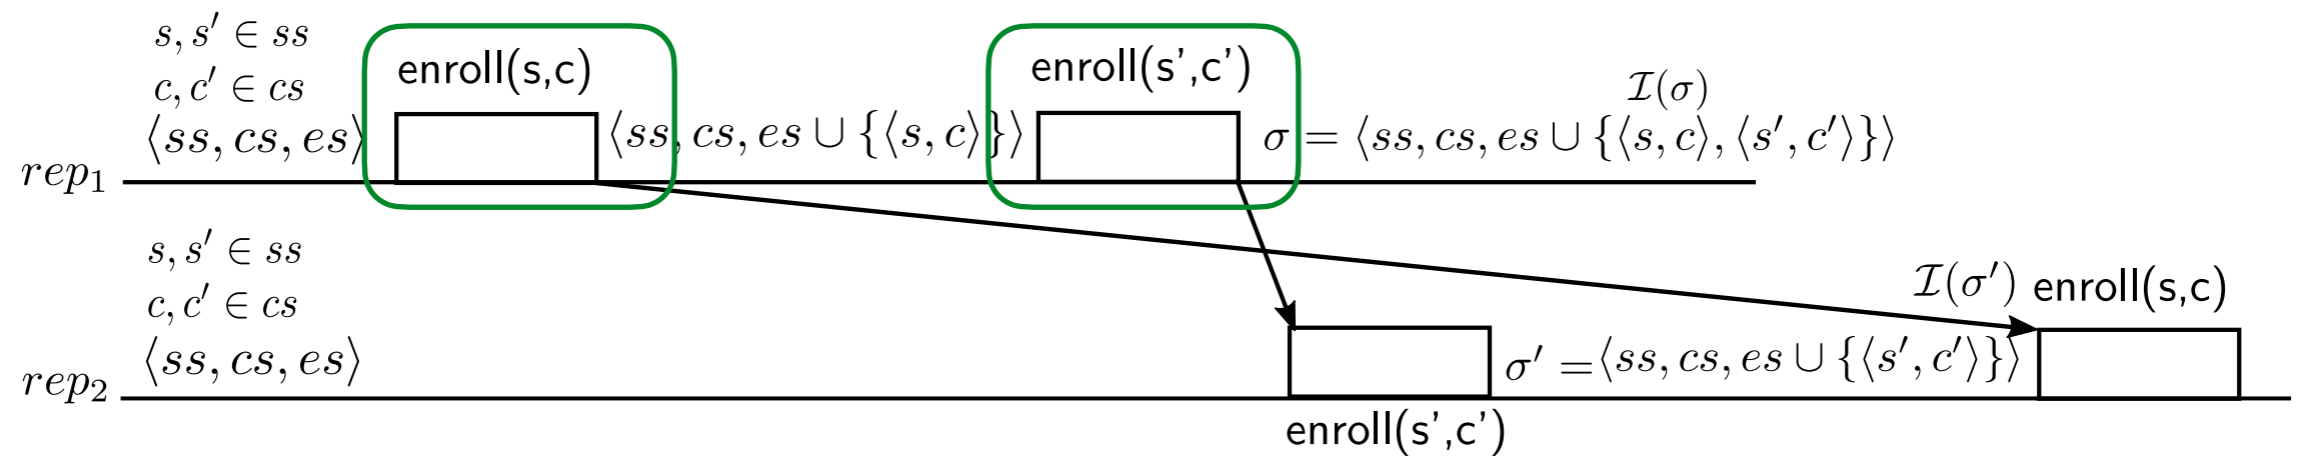 s, s′ ∈ ss
c, c′ ∈ cs
⟨ss, cs, es⟩
rep₁
enroll(s,c)
⟨ss, cs, es ∪ {⟨s, c⟩}⟩
enroll(s',c')
I(σ)
σ = ⟨ss, cs, es ∪ {⟨s, c⟩, ⟨s′, c′⟩}⟩
s, s′ ∈ ss
c, c′ ∈ cs
⟨ss, cs, es⟩
rep₂
I(σ′) enroll(s,c)
σ′ =⟨ss, cs, es ∪ {⟨s′, c′⟩}⟩
enroll(s',c')